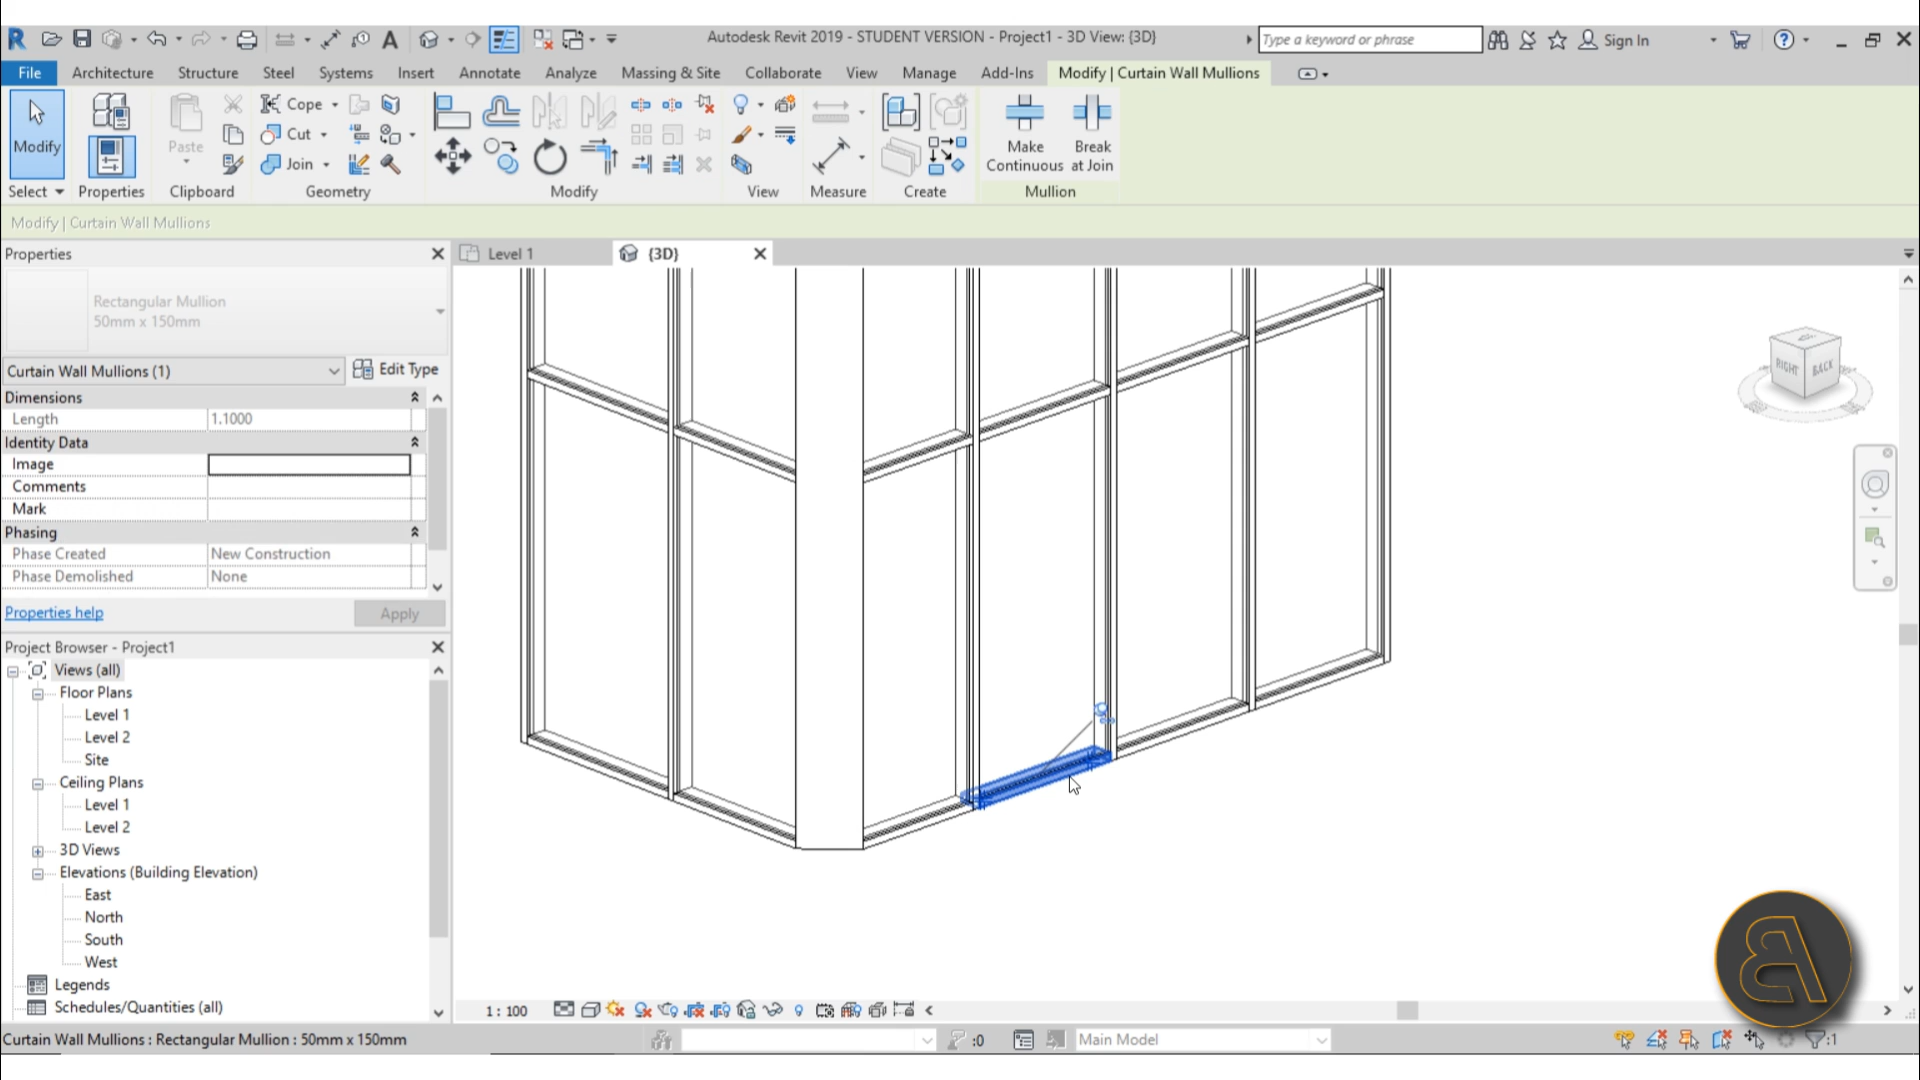 Autodesk Revit 2019 - STUDENT VERSION - Project1 - 3D View: {3D}
Type a keyword or phrase
Sign In
File Architecture Structure Steel Systems Insert Annotate Analyze Massing & Site Collaborate View Manage Add-Ins Modify | Curtain Wall Mullions
Modify
Paste
Cope
Cut
Join
Make Continuous
Break at Join
Select Properties Clipboard Geometry Modify View Measure Create Mullion
Modify | Curtain Wall Mullions
Properties
Level 1
{3D}
Rectangular Mullion
50mm x 150mm
Curtain Wall Mullions (1)
Edit Type
Dimensions
Length 1.1000
Identity Data
Image
Comments
Mark
Phasing
Phase Created New Construction
Phase Demolished None
Properties help
Apply
RIGHT
BACK
Project Browser - Project1
Views (all)
Floor Plans
Level 1
Level 2
Site
Ceiling Plans
Level 1
Level 2
3D Views
Elevations (Building Elevation)
East
North
South
West
Legends
Schedules/Quantities (all)
1 : 100
Curtain Wall Mullions : Rectangular Mullion : 50mm x 150mm
:0
Main Model
:1